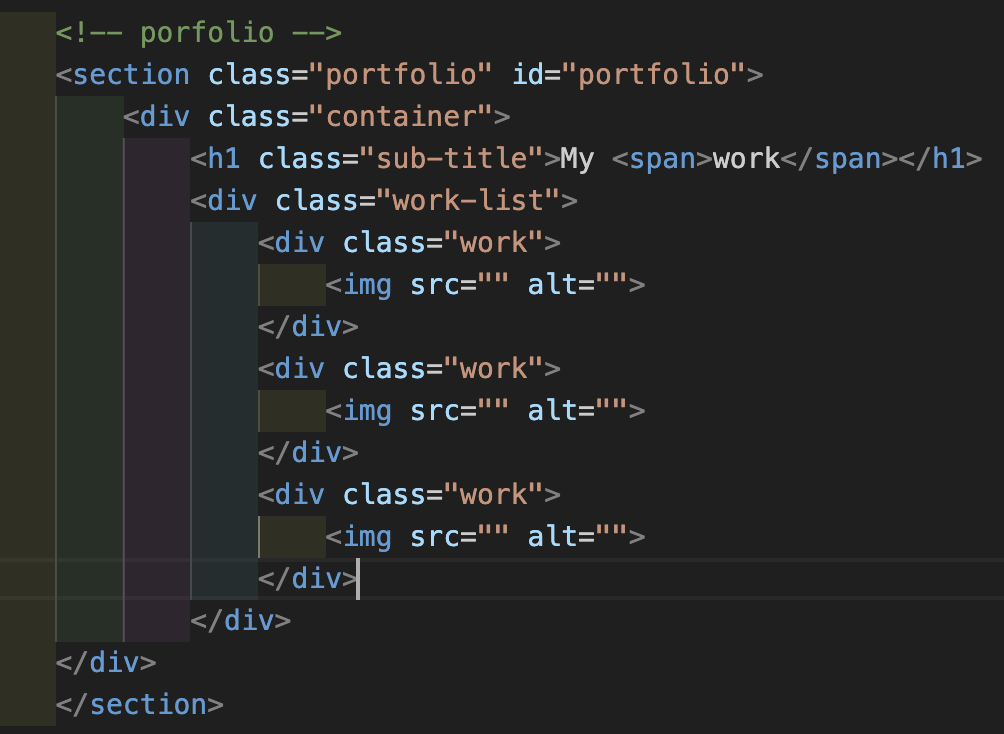 <!-- porfolio -->
<section class="portfolio" id="portfolio">
<div class="container">
<h1 class="sub-title">My <span>work</span></h1>
<div class="work-list">
<div class="work">
<img src="" alt="">
</div>
<div class="work">
<img src="" alt="">
</div>
<div class="work">
<img src="" alt="">
</div>
</div>
</div>
</section>